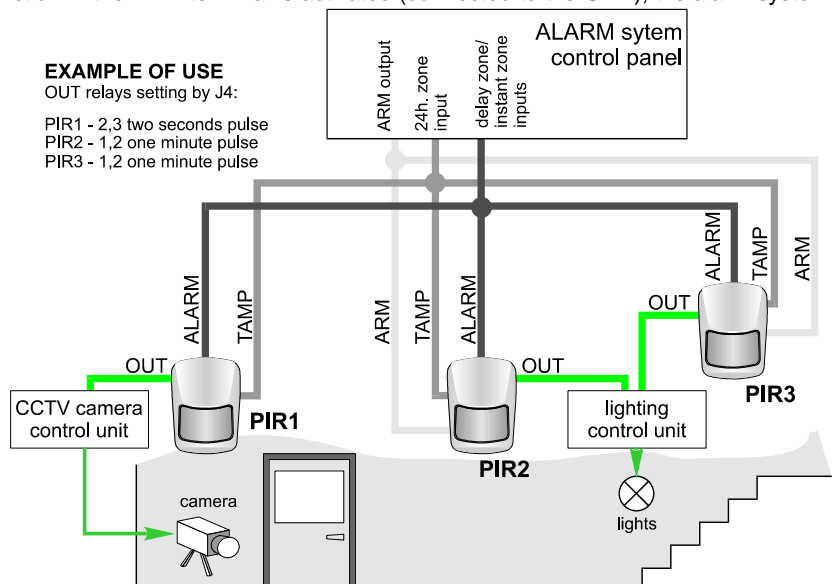 ALARM sytem
control panel
EXAMPLE OF USE
OUT relays setting by J4:
PIR1 - 2,3 two seconds pulse
PIR2 - 1,2 one minute pulse
PIR3 - 1,2 one minute pulse
ARM output
24h. zone
input
delay zone/
instant zone
inputs
ALARM
TAMP
ARM
TAMP
ALARM
ALARM
TAMP
ARM
OUT
OUT
OUT
CCTV camera
control unit
PIR1
PIR2
lighting
control unit
PIR3
camera
lights